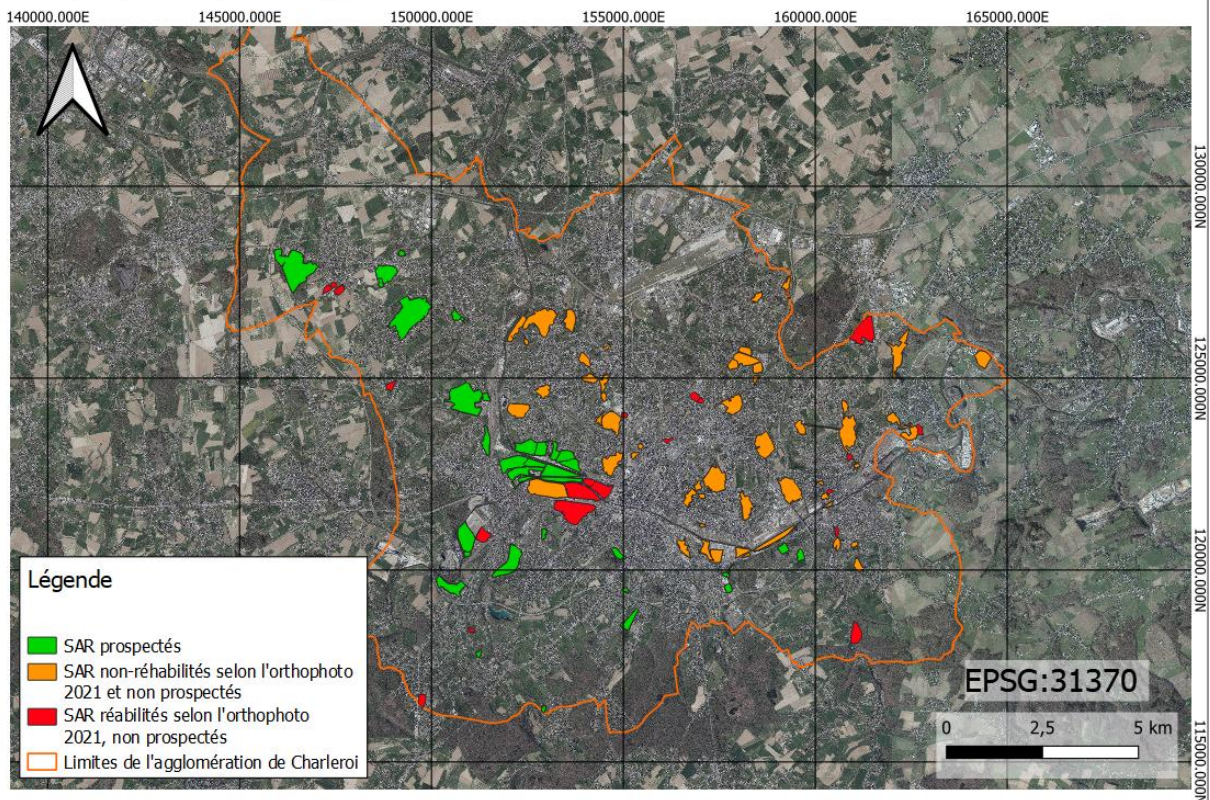 140000.000E 145000.000E 150000.000E 155000.000E 160000.000E 165000.000E
130000.000N
125000.000N
120000.000N
115000.000N
Légende
SAR prospectés
SAR non-réhabilités selon l'orthophoto
2021 et non prospectés
SAR réabilités selon l'orthophoto
2021, non prospectés
Limites de l'agglomération de Charleroi
EPSG:31370
0 2,5 5 km